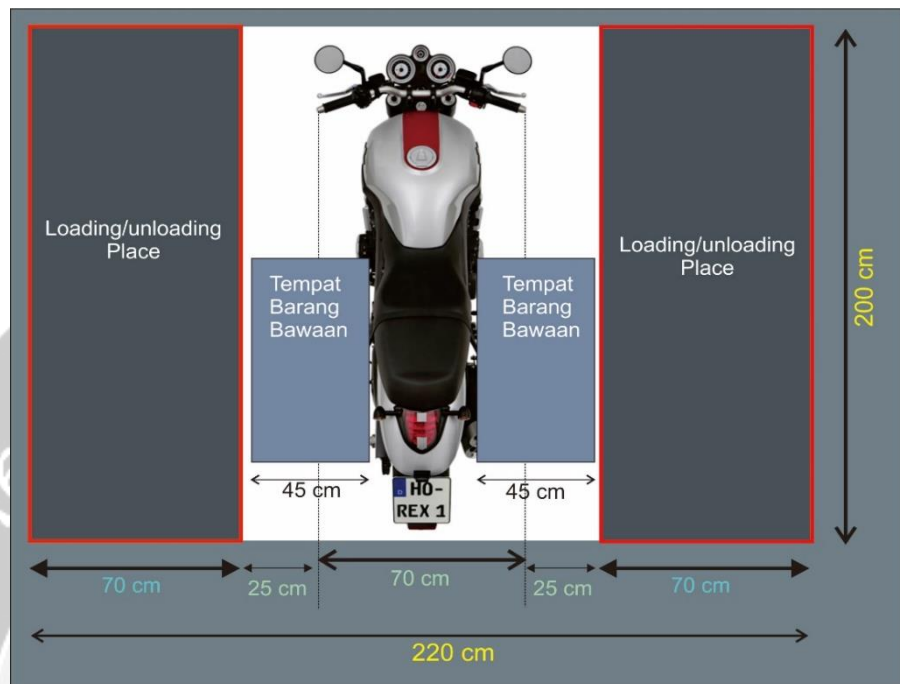 Loading/unloading
Place
Loading/unloading
Place
Tempat
Barang
Bawaan
Tempat
Barang
Bawaan
200 cm
45 cm
45 cm
HO-
REX 1
70 cm
25 cm
70 cm
25 cm
70 cm
220 cm